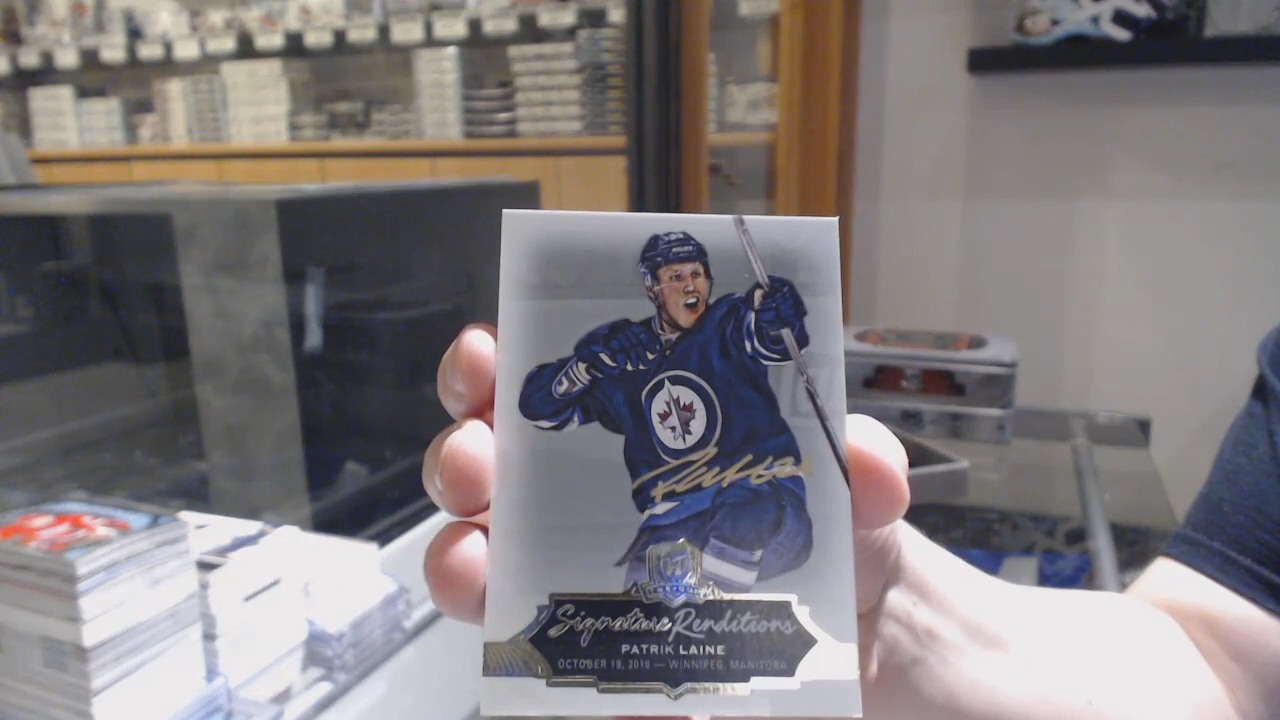 Signature Renditions
PATRIK LAINE
OCTOBER 19, 2016 — WINNIPEG, MANITOBA